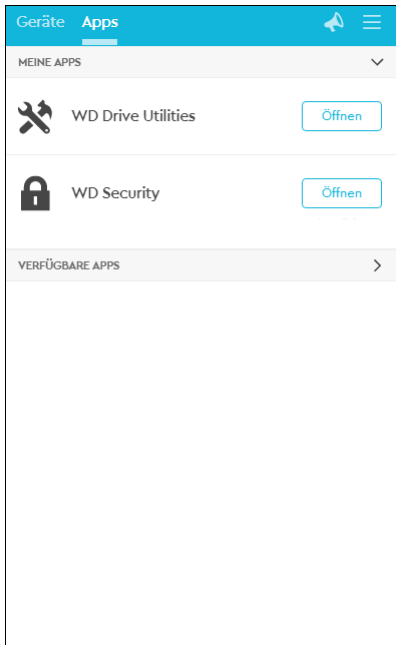 Geräte Apps
MEINE APPS
WD Drive Utilities Öffnen
WD Security Öffnen
VERFÜGBARE APPS